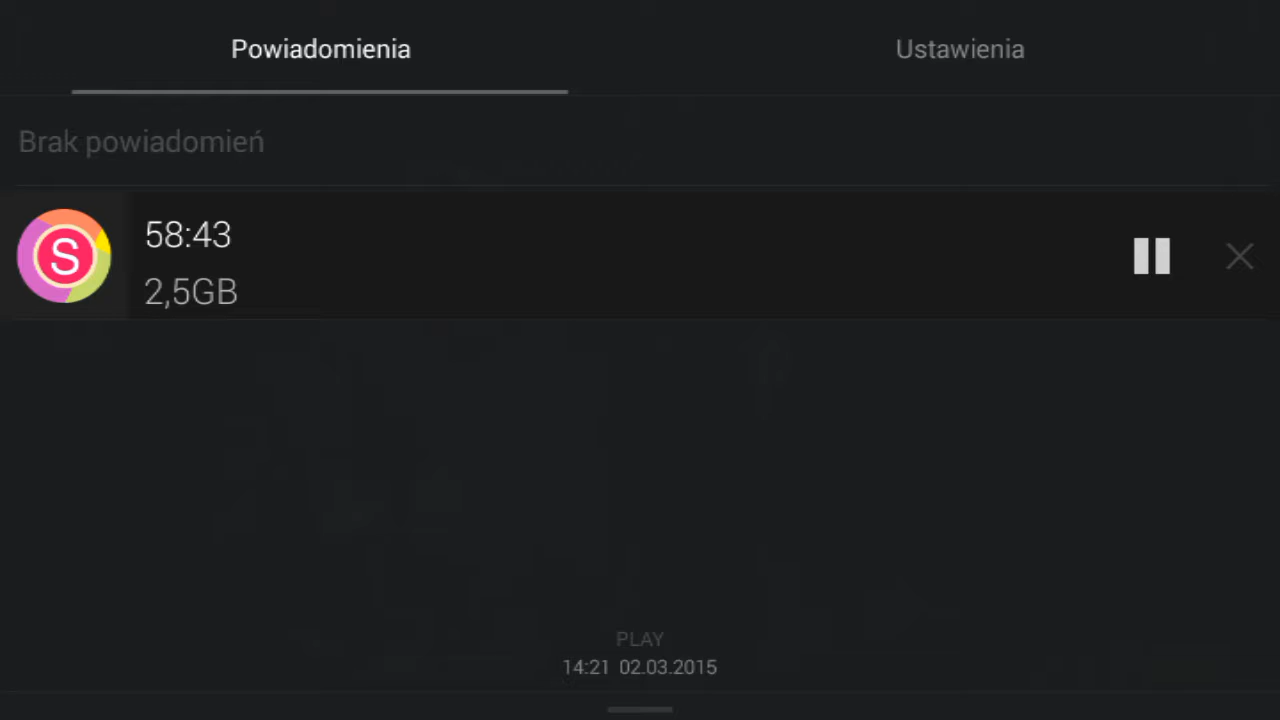 Powiadomienia
Ustawienia
Brak powiadomień
S
58:43
2,5GB
PLAY
14:21 02.03.2015